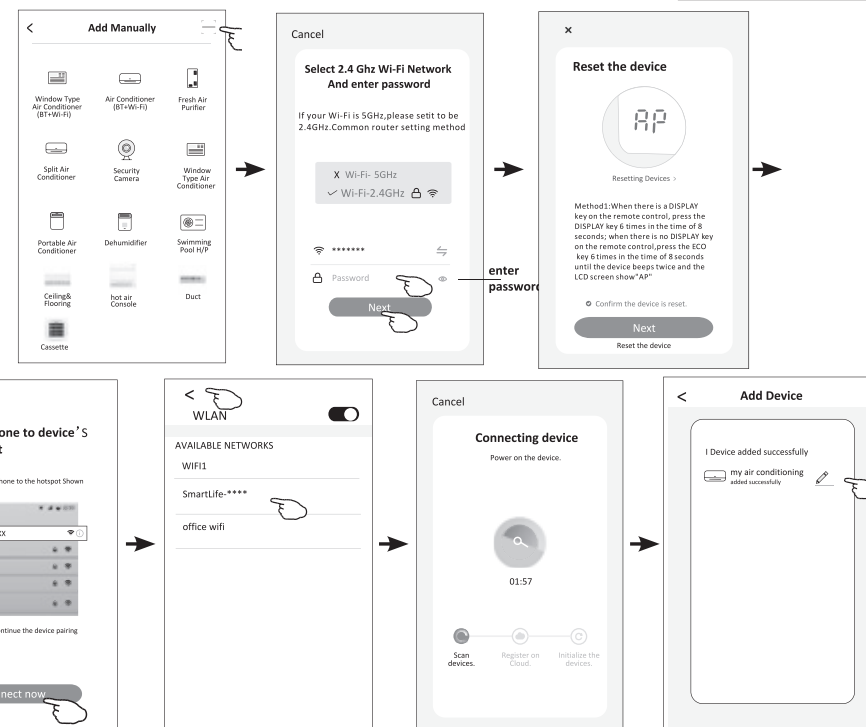 Add Manually
Window Type
Air Conditioner
(BT+Wi-Fi)
Air Conditioner
(BT+Wi-Fi)
Fresh Air
Purifier
Split Air
Conditioner
Security
Camera
Window
Type Air
Conditioner
Portable Air
Conditioner
Dehumidifier
Swimming
Pool H/P
Ceiling&
Flooring
hot air
Console
Duct
Cassette
Cancel
Select 2.4 Ghz Wi-Fi Network
And enter password
If your Wi-Fi is 5GHz,please setit to be
2.4GHz.Common router setting method
X Wi-Fi- 5GHz
Wi-Fi-2.4GHz
*******
Password
Next
enter
password
Reset the device
AP
Resetting Devices >
Method1:When there is a DISPLAY
key on the remote control, press the
DISPLAY key 6 times in the time of 8
seconds; when there is no DISPLAY key
on the remote control,press the ECO
key 6 times in the time of 8 seconds
until the device beeps twice and the
LCD screen show"AP"
Confirm the device is reset.
Next
Reset the device
one to device's
t
hone to the hotspot Shown
XX
entinue the device pairing
nect now
<
WLAN
AVAILABLE NETWORKS
WIFI1
SmartLife-****
office wifi
Cancel
Connecting device
Power on the device.
01:57
Scan
devices.
Register on
Cloud.
Initialize the
devices.
Add Device
I Device added successfully
my air conditioning
added successfully